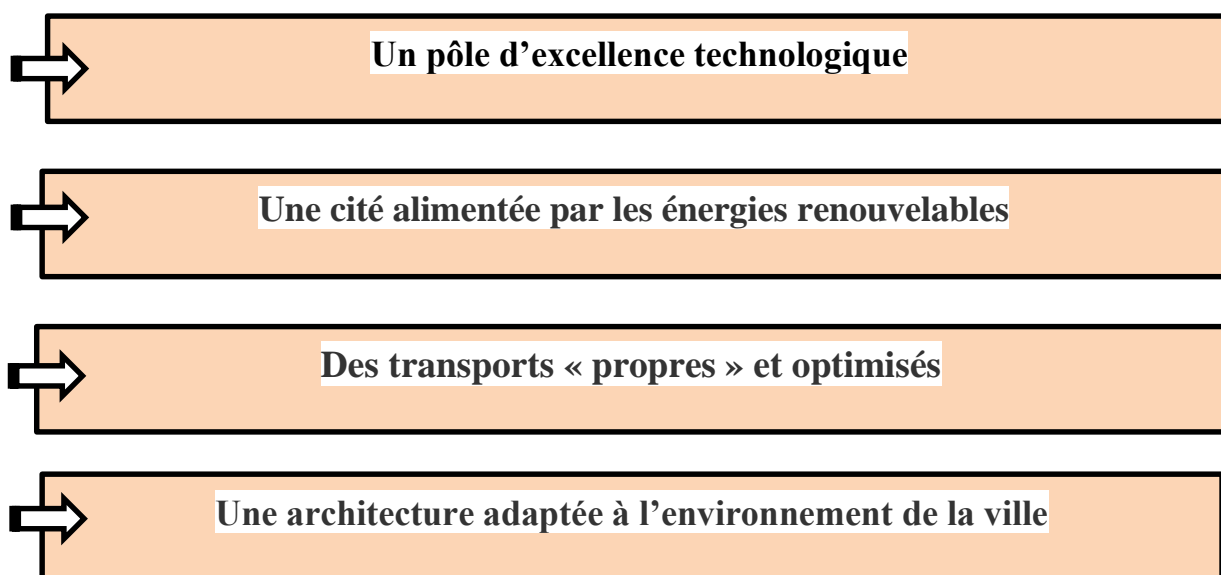 Un pôle d’excellence technologique
Une cité alimentée par les énergies renouvelables
Des transports « propres » et optimisés
Une architecture adaptée à l’environnement de la ville